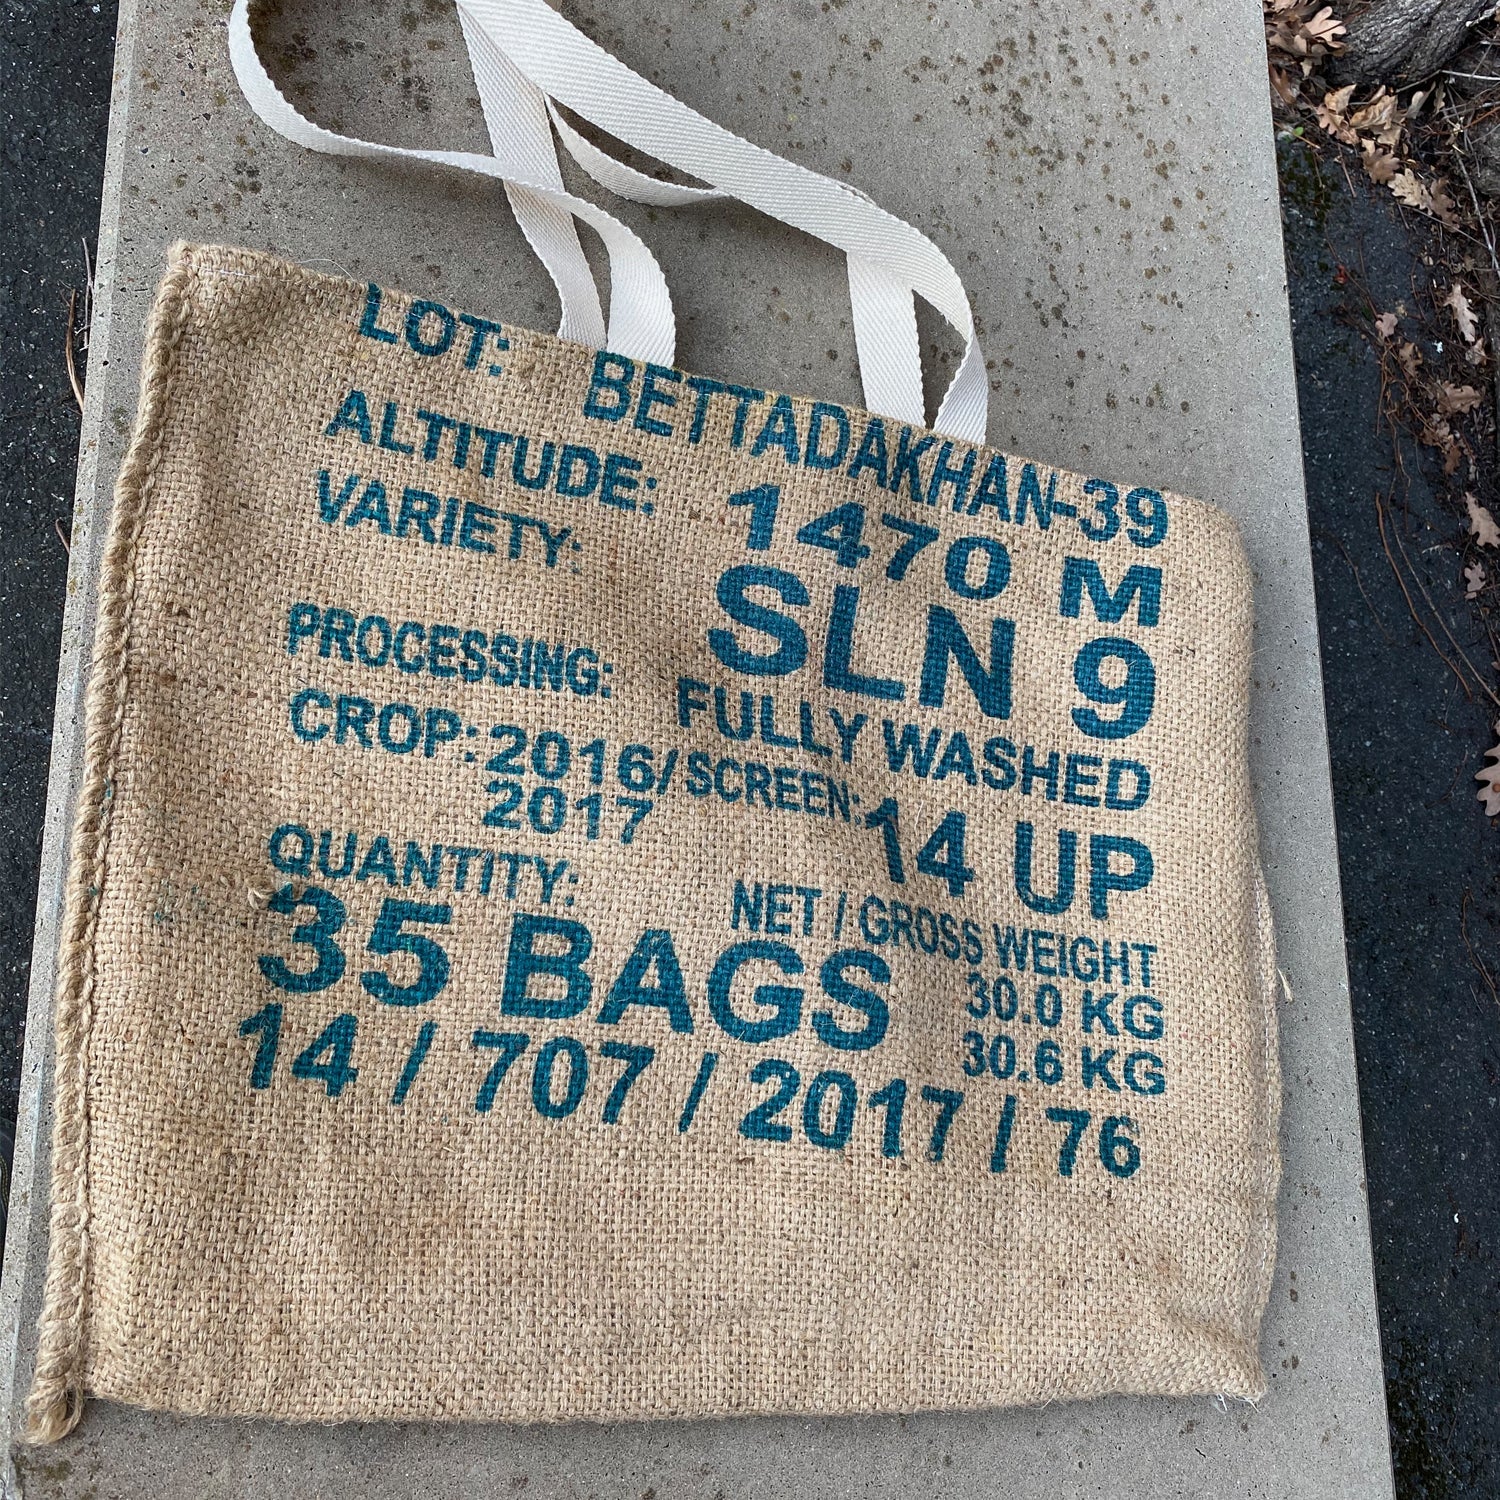 LOT: BETTADAKHAN-39
ALTITUDE: 1470 M
VARIETY: SLN 9
PROCESSING: FULLY WASHED
CROP: 2016/ SCREEN: 14 UP
2017
QUANTITY: NET / GROSS WEIGHT
35 BAGS 30.0 KG
30.6 KG
14 / 707 / 2017 / 76